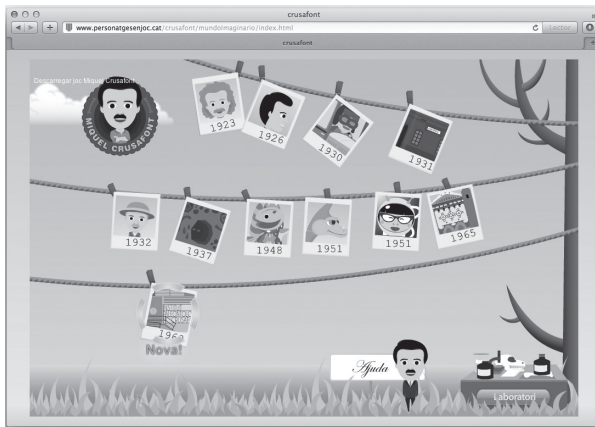 crusafont
www.personatgesenjoc.cat/crusafont/mundoImaginario/index.html
Lector
crusafont
Descarregar joc Miquel Crusafont
MIQUEL CRUSAFONT
1923
1926
1930
1931
1932
1937
1948
1951
1951
1965
Nova!
Ajuda
Laboratori